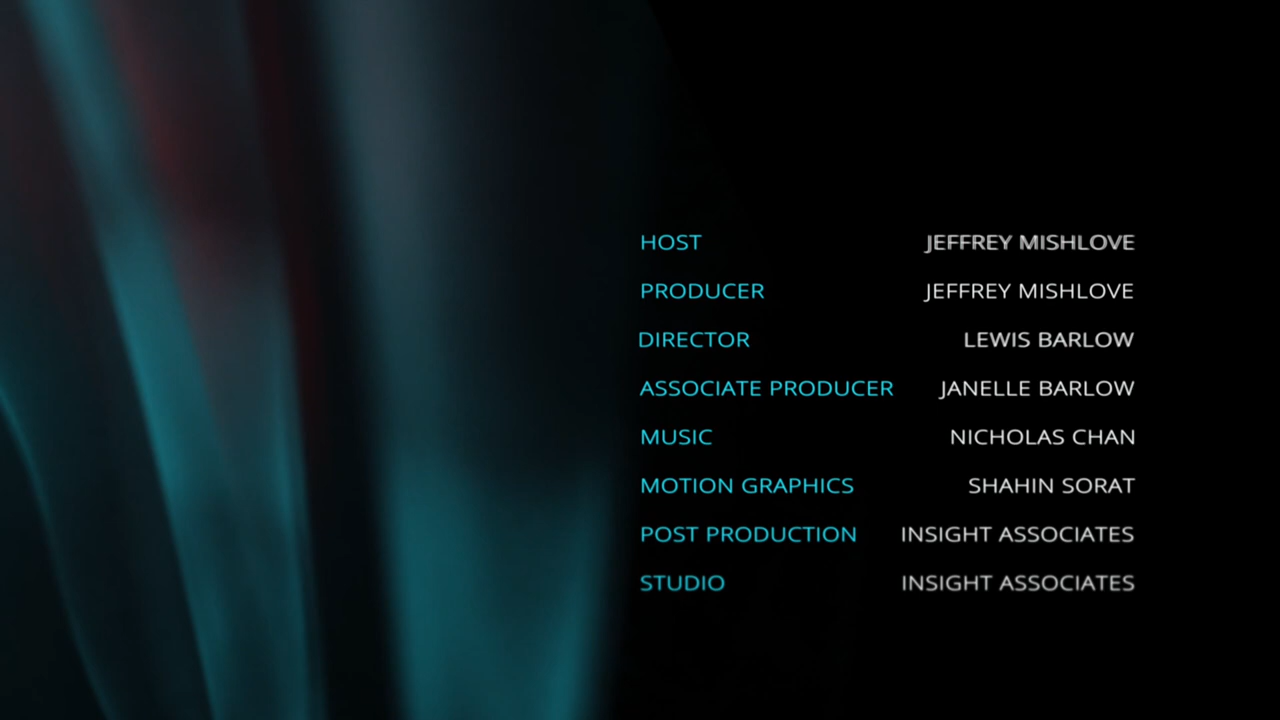 HOST JEFFREY MISHLOVE
PRODUCER JEFFREY MISHLOVE
DIRECTOR LEWIS BARLOW
ASSOCIATE PRODUCER JANELLE BARLOW
MUSIC NICHOLAS CHAN
MOTION GRAPHICS SHAHIN SORAT
POST PRODUCTION INSIGHT ASSOCIATES
STUDIO INSIGHT ASSOCIATES